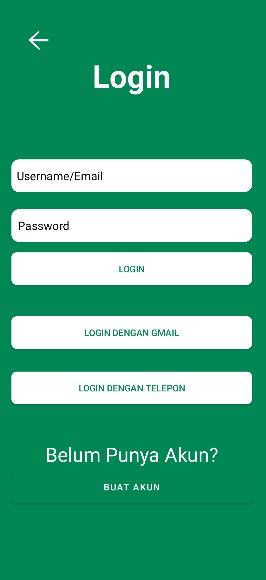 Login
Username/Email
Password
LOGIN
LOGIN DENGAN GMAIL
LOGIN DENGAN TELEPON
Belum Punya Akun?
BUAT AKUN